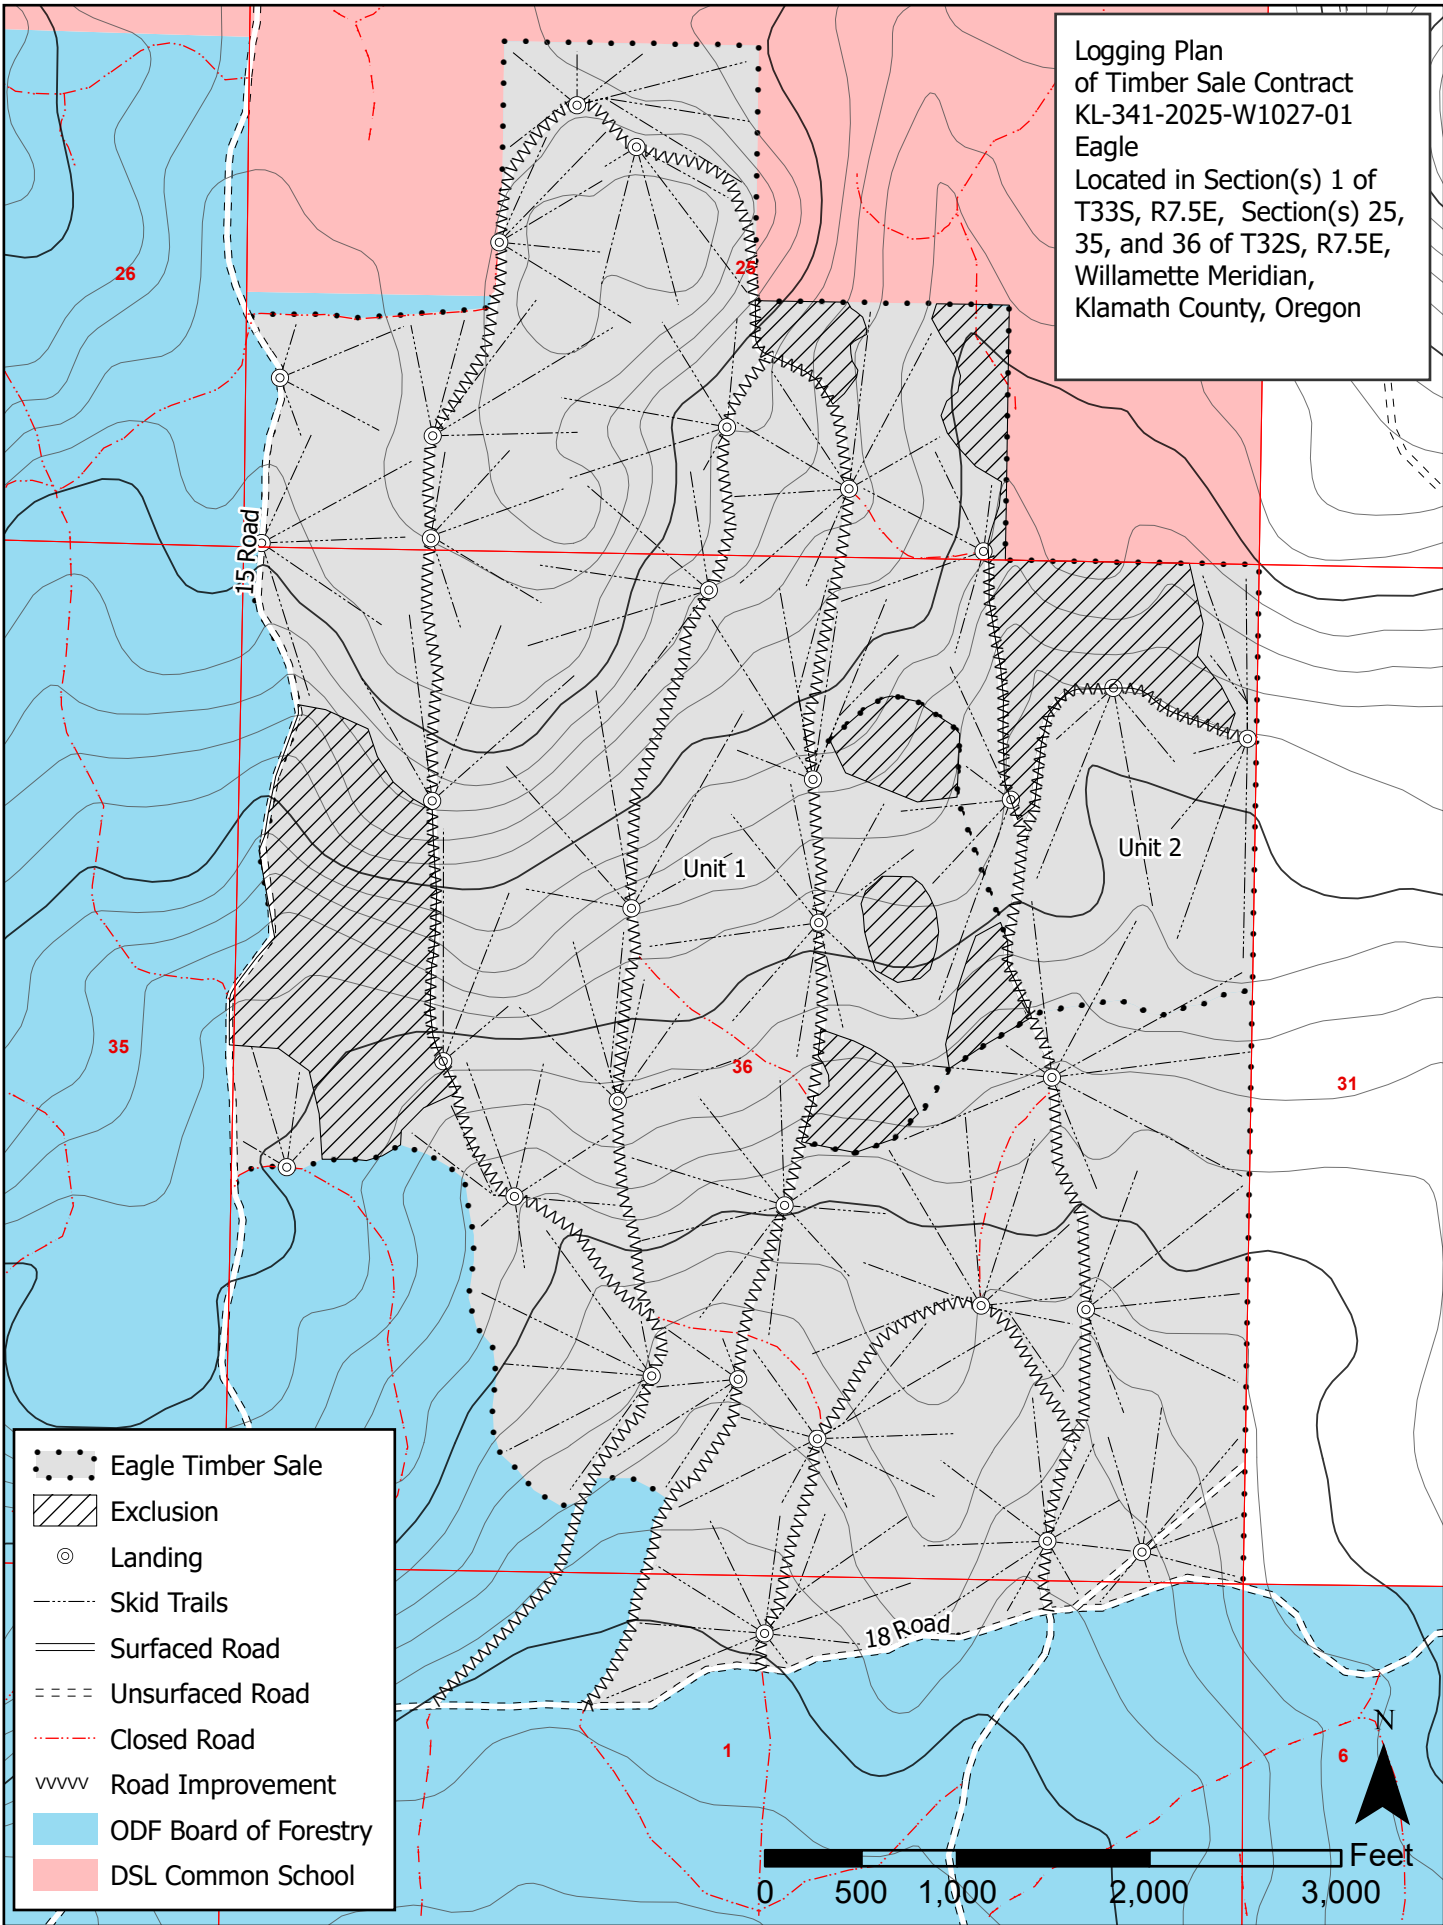 Logging Plan
of Timber Sale Contract
KL-341-2025-W1027-01
Eagle
Located in Section(s) 1 of
T33S, R7.5E, Section(s) 25,
35, and 36 of T32S, R7.5E,
Willamette Meridian,
Klamath County, Oregon
26
25
15 Road
Unit 1
Unit 2
35
36
31
18 Road
1
6
Eagle Timber Sale
Exclusion
Landing
Skid Trails
Surfaced Road
Unsurfaced Road
Closed Road
Road Improvement
ODF Board of Forestry
DSL Common School
N
Feet
0 500 1,000 2,000 3,000